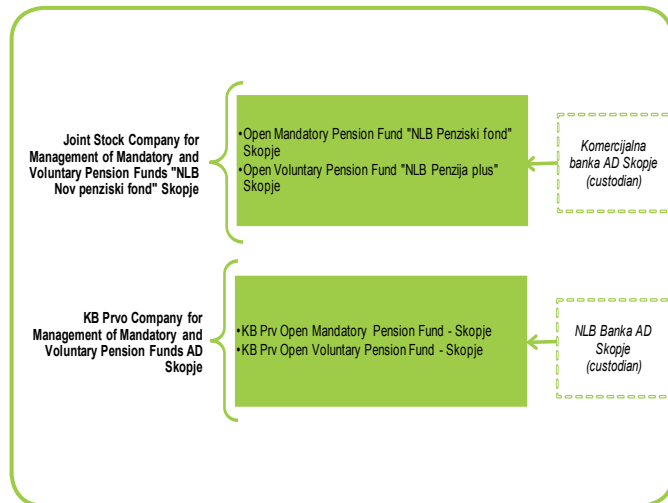 Joint Stock Company for
Management of Mandatory and
Voluntary Pension Funds "NLB
Nov penziski fond" Skopje
•Open Mandatory Pension Fund "NLB Penziski fond"
Skopje
•Open Voluntary Pension Fund "NLB Penzija plus"
Skopje
Komercijalna
banka AD Skopje
(custodian)
KB Prvo Company for
Management of Mandatory and
Voluntary Pension Funds AD
Skopje
•KB Prv Open Mandatory Pension Fund - Skopje
•KB Prv Open Voluntary Pension Fund - Skopje
NLB Banka AD
Skopje
(custodian)